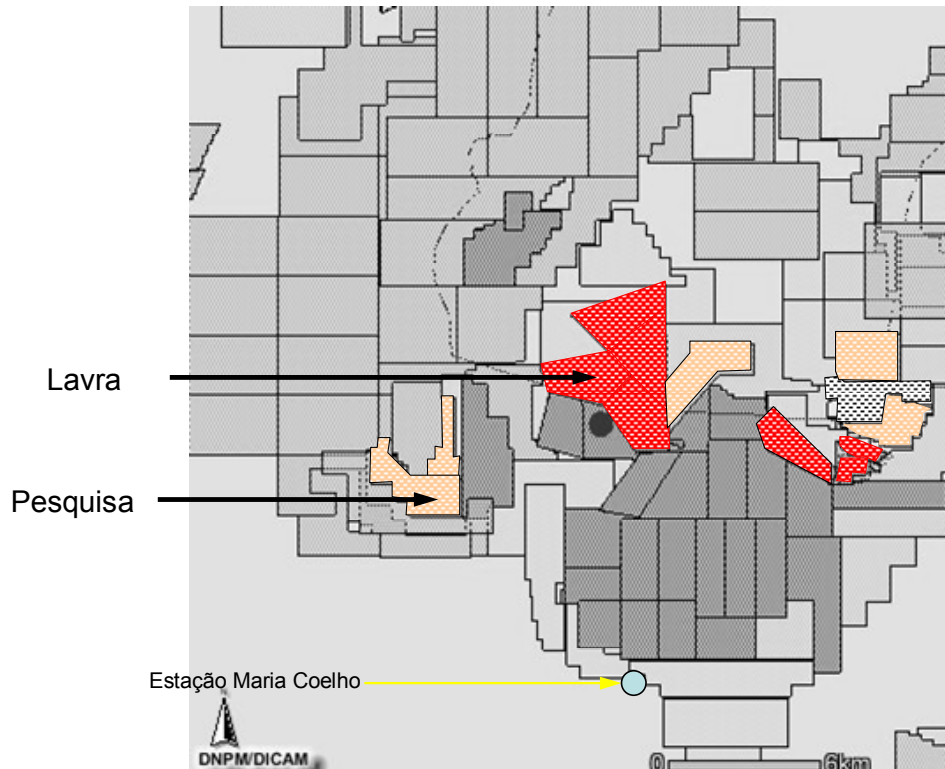 Lavra
Pesquisa
Estação Maria Coelho
N
DNPM/DICAM
0 6km